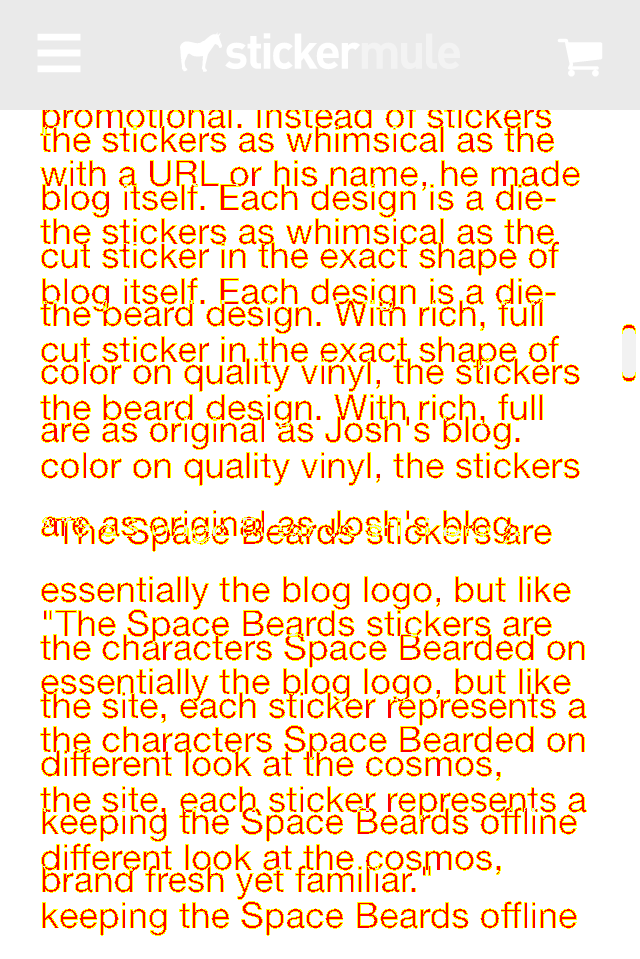 stickermule
promotional. Instead of stickers
the stickers as whimsical as the
with a URL or his name, he made
blog itself. Each design is a die-
the stickers as whimsical as the
cut sticker in the exact shape of
blog itself. Each design is a die-
the beard design. With rich, full
cut sticker in the exact shape of
color on quality vinyl, the stickers
the beard design. With rich, full
are as original as Josh's blog.
color on quality vinyl, the stickers
are as original as Josh's blog.
"The Space Beards stickers are
essentially the blog logo, but like
"The Space Beards stickers are
the characters Space Bearded on
essentially the blog logo, but like
the site, each sticker represents a
the characters Space Bearded on
different look at the cosmos,
the site, each sticker represents a
keeping the Space Beards offline
different look at the cosmos,
brand fresh yet familiar."
keeping the Space Beards offline